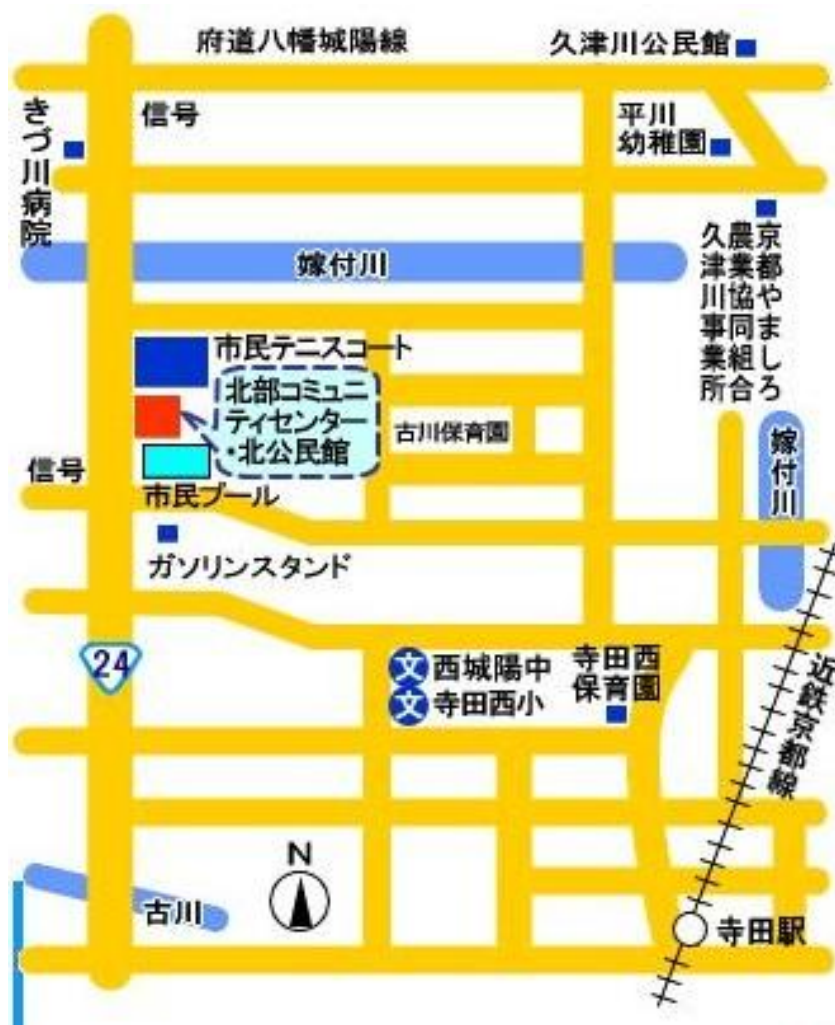 府道八幡城陽線
久津川公民館
信号
きづ川病院
平川
幼稚園
嫁付川
京都やましろ
農業協同組合
久津川事業所
市民テニスコート
北部コミュニ
ティセンター
・北公民館
古川保育園
嫁付川
信号
市民プール
ガソリンスタンド
24
文 西城陽中
文 寺田西小
寺田西
保育園
近鉄京都線
N
古川
寺田駅